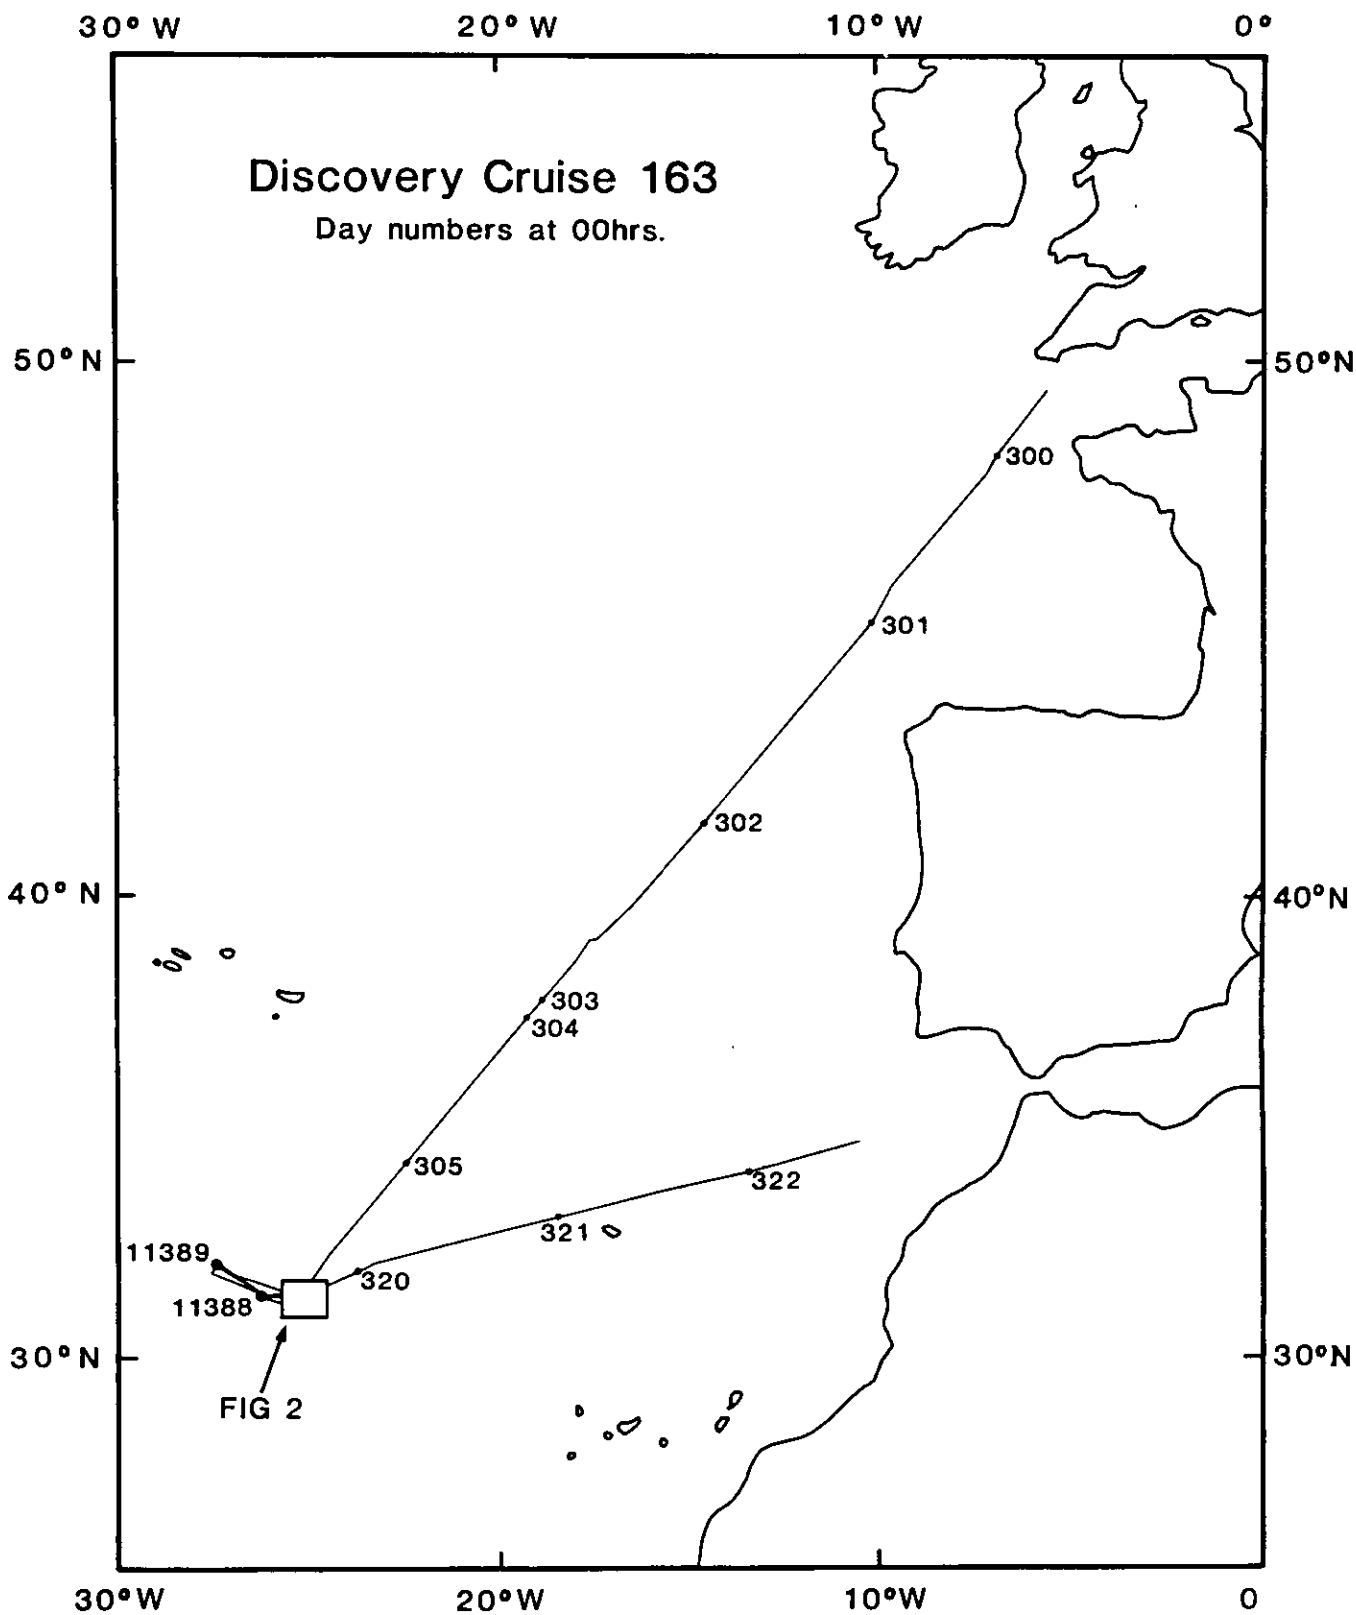 30° W 20° W 10° W 0°
Discovery Cruise 163
Day numbers at 00hrs.
50°N 50°N
300
301
302
40° N 40°N
303
304
305
322
321
11389
320
11388
30°N 30°N
FIG 2
30°W 20°W 10°W 0